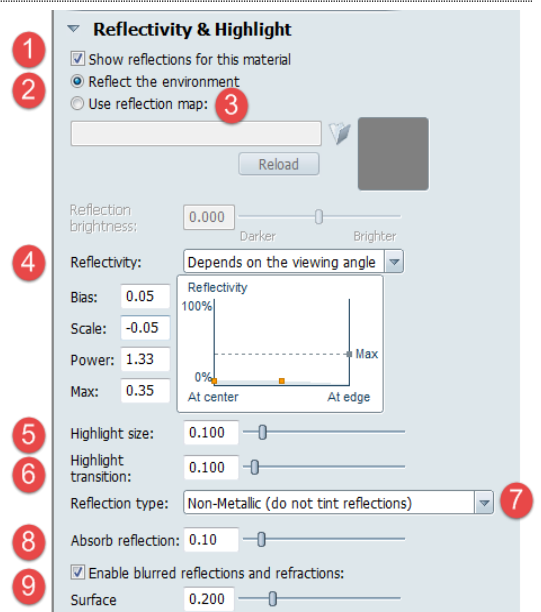 Reflectivity & Highlight
1
Show reflections for this material
2
Reflect the environment
Use reflection map:
3
Reload
Reflection
brightness:
0.000
Darker
Brighter
4
Reflectivity:
Depends on the viewing angle
Bias:
0.05
Scale:
-0.05
Power:
1.33
Max:
0.35
Reflectivity
100%
Max
0%
At center
At edge
5
Highlight size:
0.100
6
Highlight
transition:
0.100
Reflection type:
Non-Metallic (do not tint reflections)
7
8
Absorb reflection:
0.10
9
Enable blurred reflections and refractions:
Surface
0.200